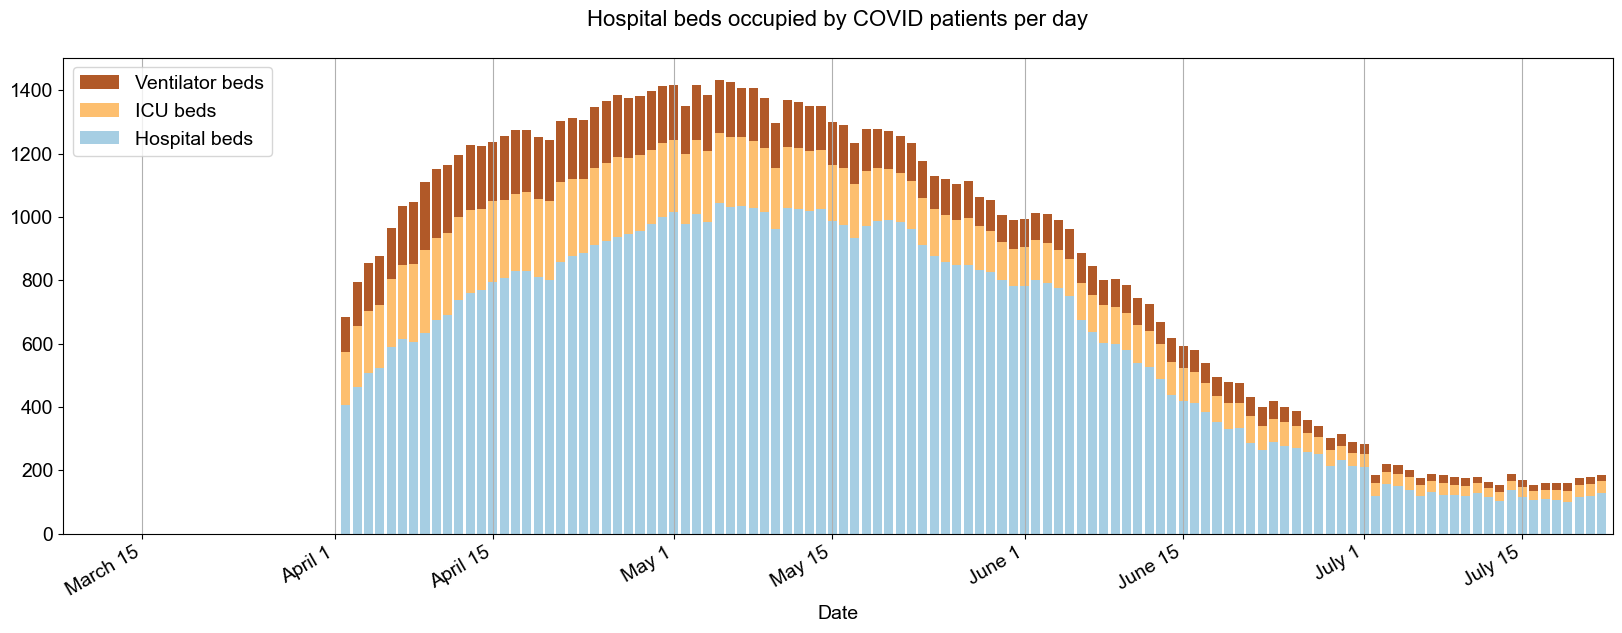 Hospital beds occupied by COVID patients per day
Ventilator beds
ICU beds
Hospital beds
1400
1200
1000
800
600
400
200
0
March 15
April 1
April 15
May 1
May 15
June 1
June 15
July 1
July 15
Date